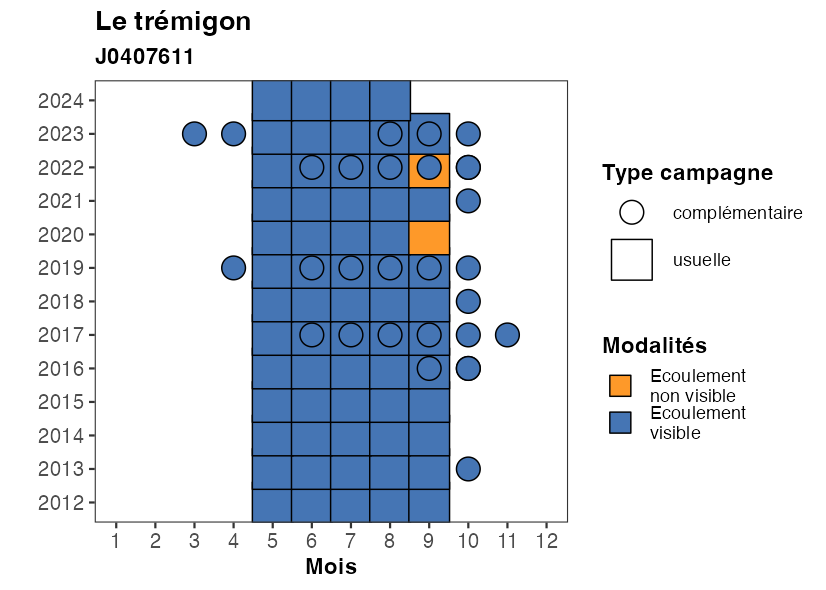 Le trémigon
J0407611
2024
2023
2022
2021
2020
2019
2018
2017
2016
2015
2014
2013
2012
1 2 3 4 5 6 7 8 9 10 11 12
Mois
Type campagne
complémentaire
usuelle
Modalités
Ecoulement
non visible
Ecoulement
visible